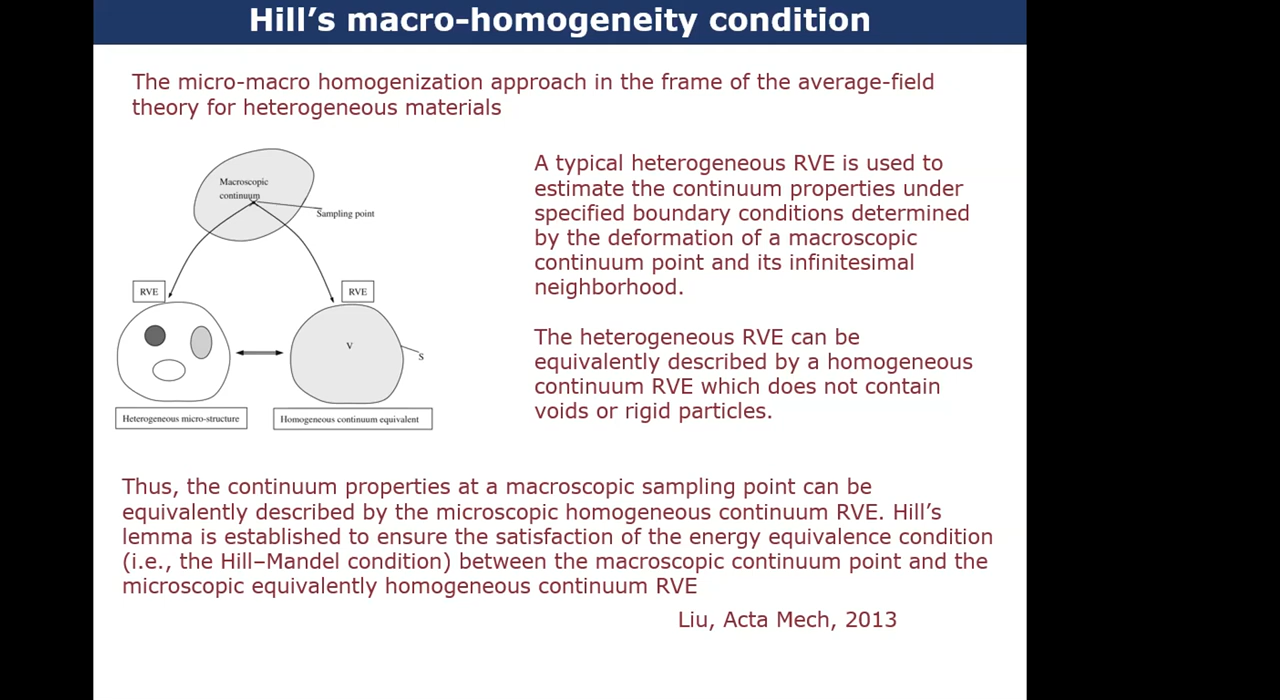 Hill's macro-homogeneity condition
The micro-macro homogenization approach in the frame of the average-field
theory for heterogeneous materials
Macroscopic
continuum
Sampling point
RVE
RVE
V
S
Heterogeneous micro-structure
Homogeneous continuum equivalent
A typical heterogeneous RVE is used to
estimate the continuum properties under
specified boundary conditions determined
by the deformation of a macroscopic
continuum point and its infinitesimal
neighborhood.
The heterogeneous RVE can be
equivalently described by a homogeneous
continuum RVE which does not contain
voids or rigid particles.
Thus, the continuum properties at a macroscopic sampling point can be
equivalently described by the microscopic homogeneous continuum RVE. Hill's
lemma is established to ensure the satisfaction of the energy equivalence condition
(i.e., the Hill–Mandel condition) between the macroscopic continuum point and the
microscopic equivalently homogeneous continuum RVE
Liu, Acta Mech, 2013